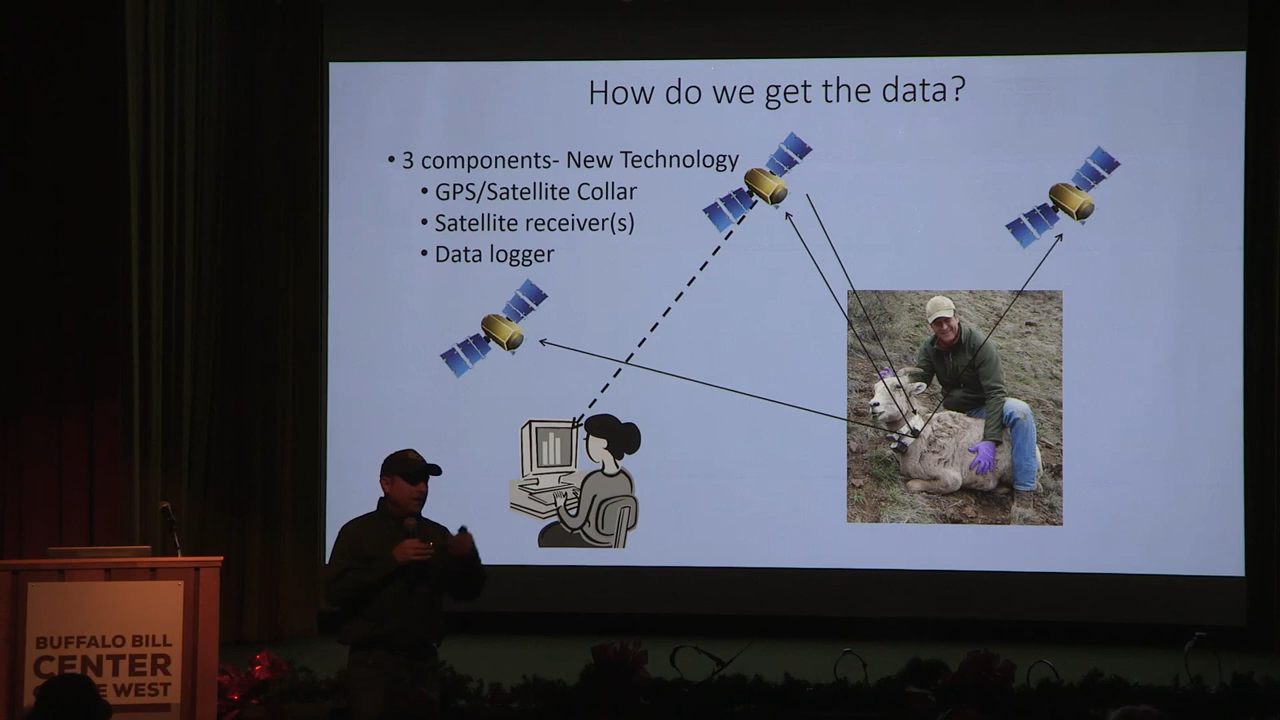 How do we get the data?
• 3 components- New Technology
• GPS/Satellite Collar
• Satellite receiver(s)
• Data logger
BUFFALO BILL
CENTER
WEST